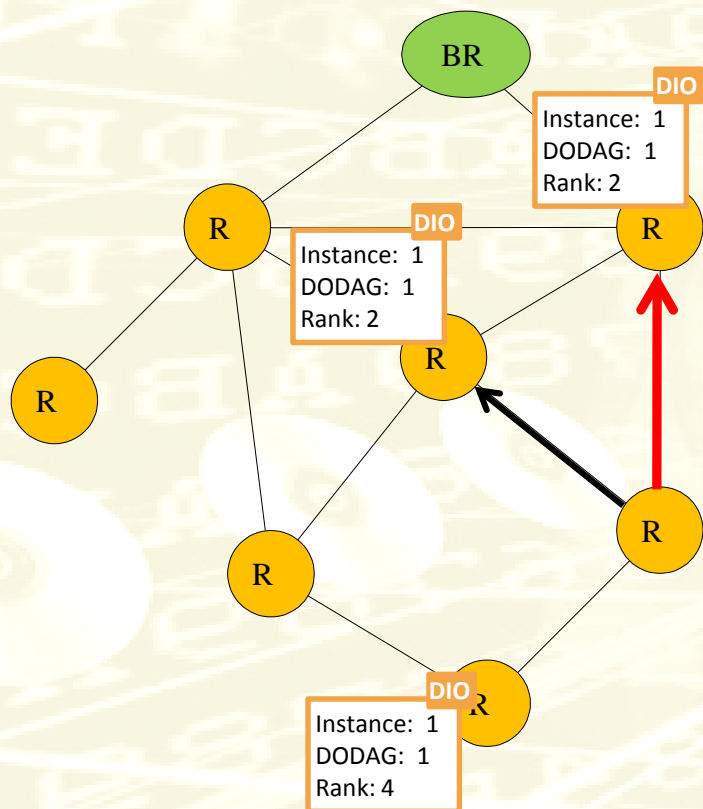 BR
DIO
Instance: 1
DODAG: 1
Rank: 2
R
R
DIO
Instance: 1
DODAG: 1
Rank: 2
R
R
R
R
DIO
R
Instance: 1
DODAG: 1
Rank: 4